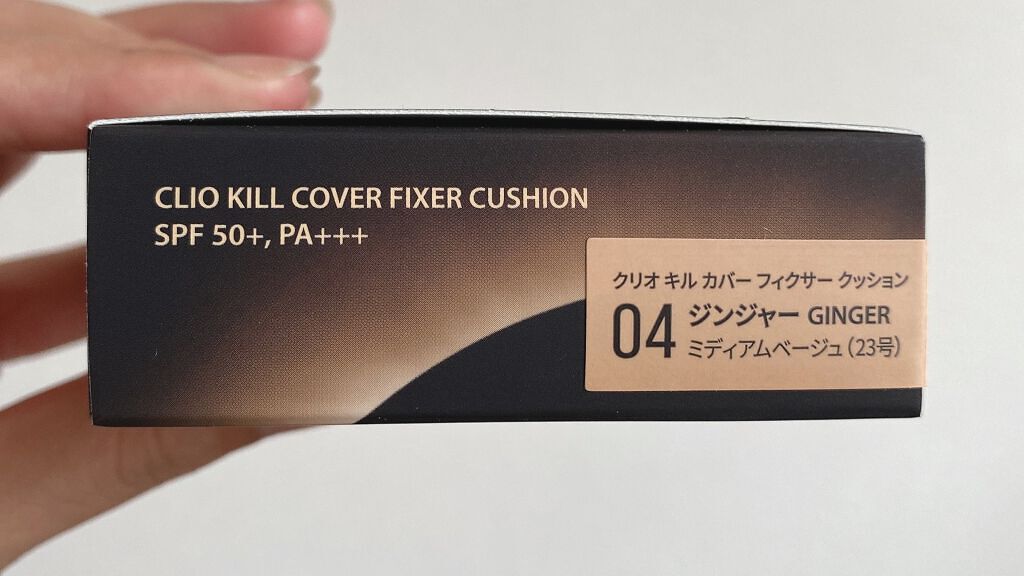 CLIO KILL COVER FIXER CUSHION
SPF 50+, PA+++
クリオ キル カバー フィクサー クッション
04 ジンジャー GINGER
ミディアムベージュ(23号)